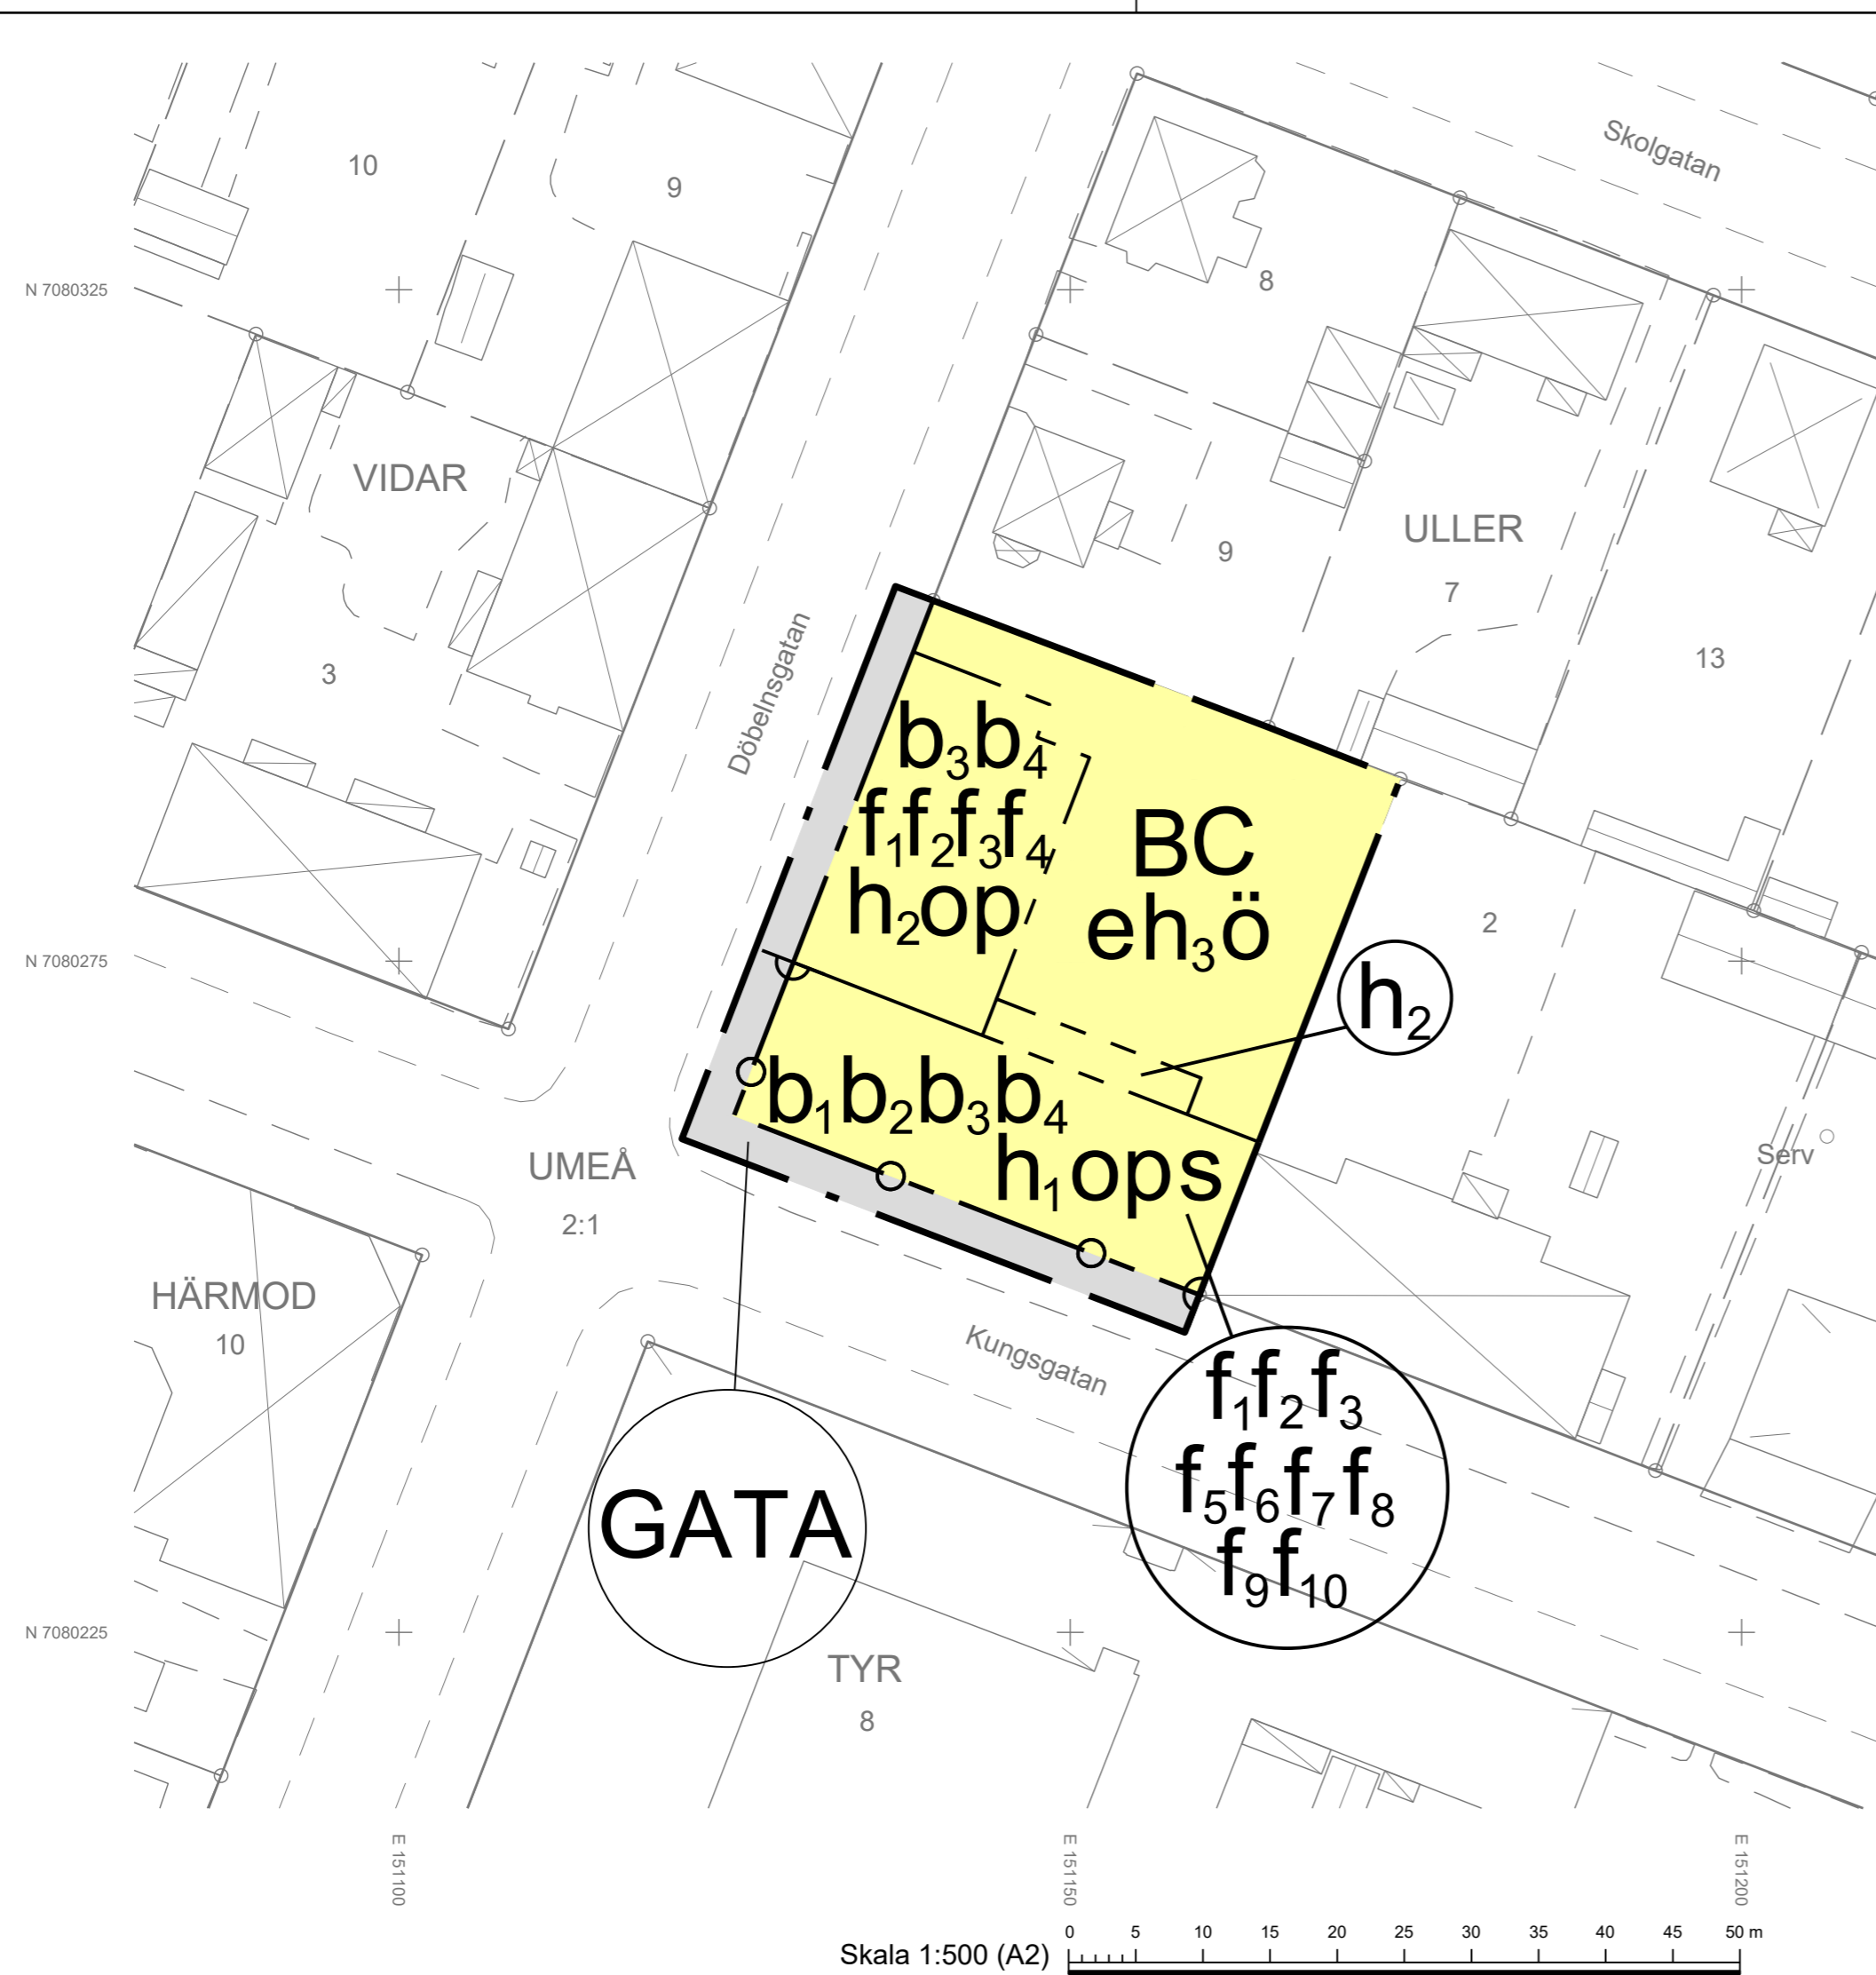 Skolgatan
10
9
N 7080325
8
VIDAR
ULLER
9
7
3
Döbelnsgatan
13
b₃b₄
f₁f₂f₃f₄
h₂op
BC
eh₃ö
2
N 7080275
h₂
b₁b₂b₃b₄
h₁ops
Serv
UMEÅ
2:1
HÄRMOD
10
Kungsgatan
f₁f₂f₃
f₅f₆f₇f₈
f₉f₁₀
GATA
N 7080225
TYR
8
E 151100
E 151150
E 151200
0 5 10 15 20 25 30 35 40 45 50 m
Skala 1:500 (A2)